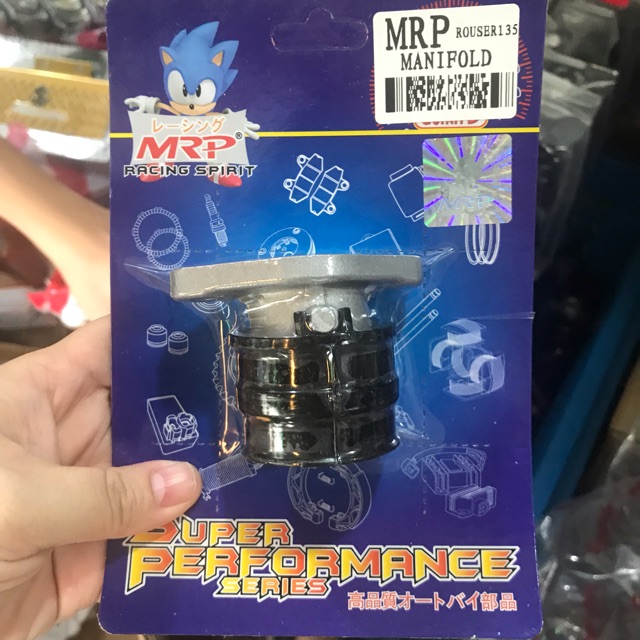 MRP ROUSER135
MANIFOLD
レーシング
MRP®
RACING SPIRIT
MRP
SUPER
PERFORMANCE
SERIES
高品質オートバイ部品